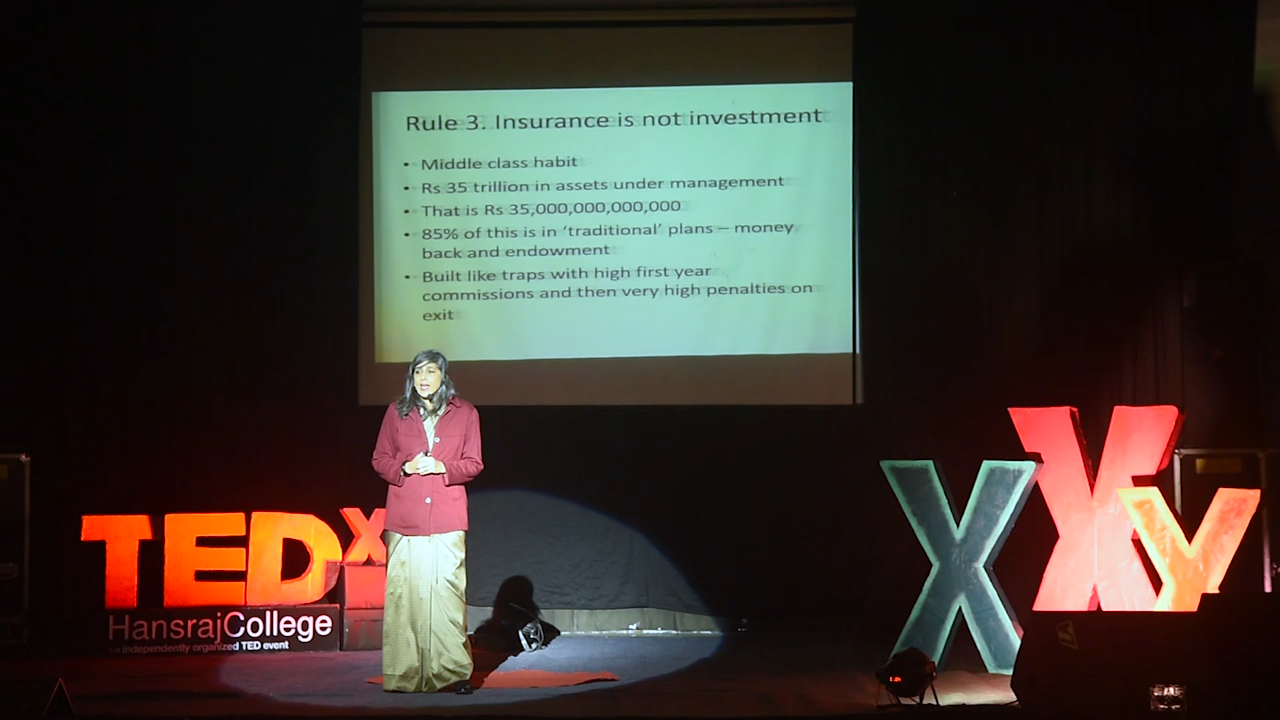 Rule 3. Insurance is not investment
• Middle class habit
• Rs 35 trillion in assets under management
• That is Rs 35,000,000,000,000
• 85% of this is in ‘traditional’ plans – money
back and endowment
• Built like traps with high first year
commissions and then very high penalties on
exit
TEDx
HansrajCollege
independently organized TED event
X X y